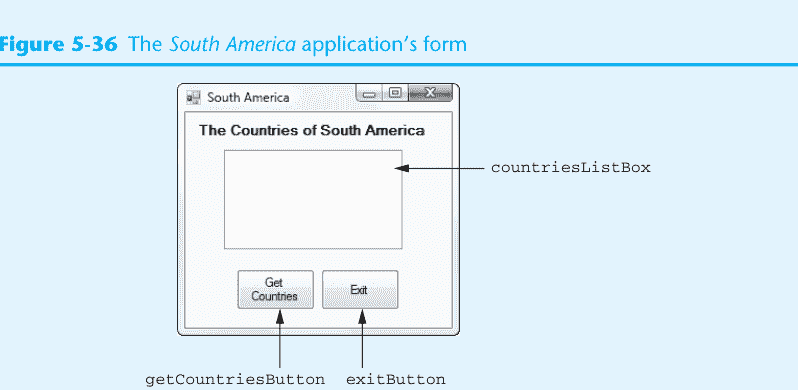 Figure 5-36 The South America application's form
South America
The Countries of South America
countriesListBox
Get
Countries
Exit
getCountriesButton exitButton